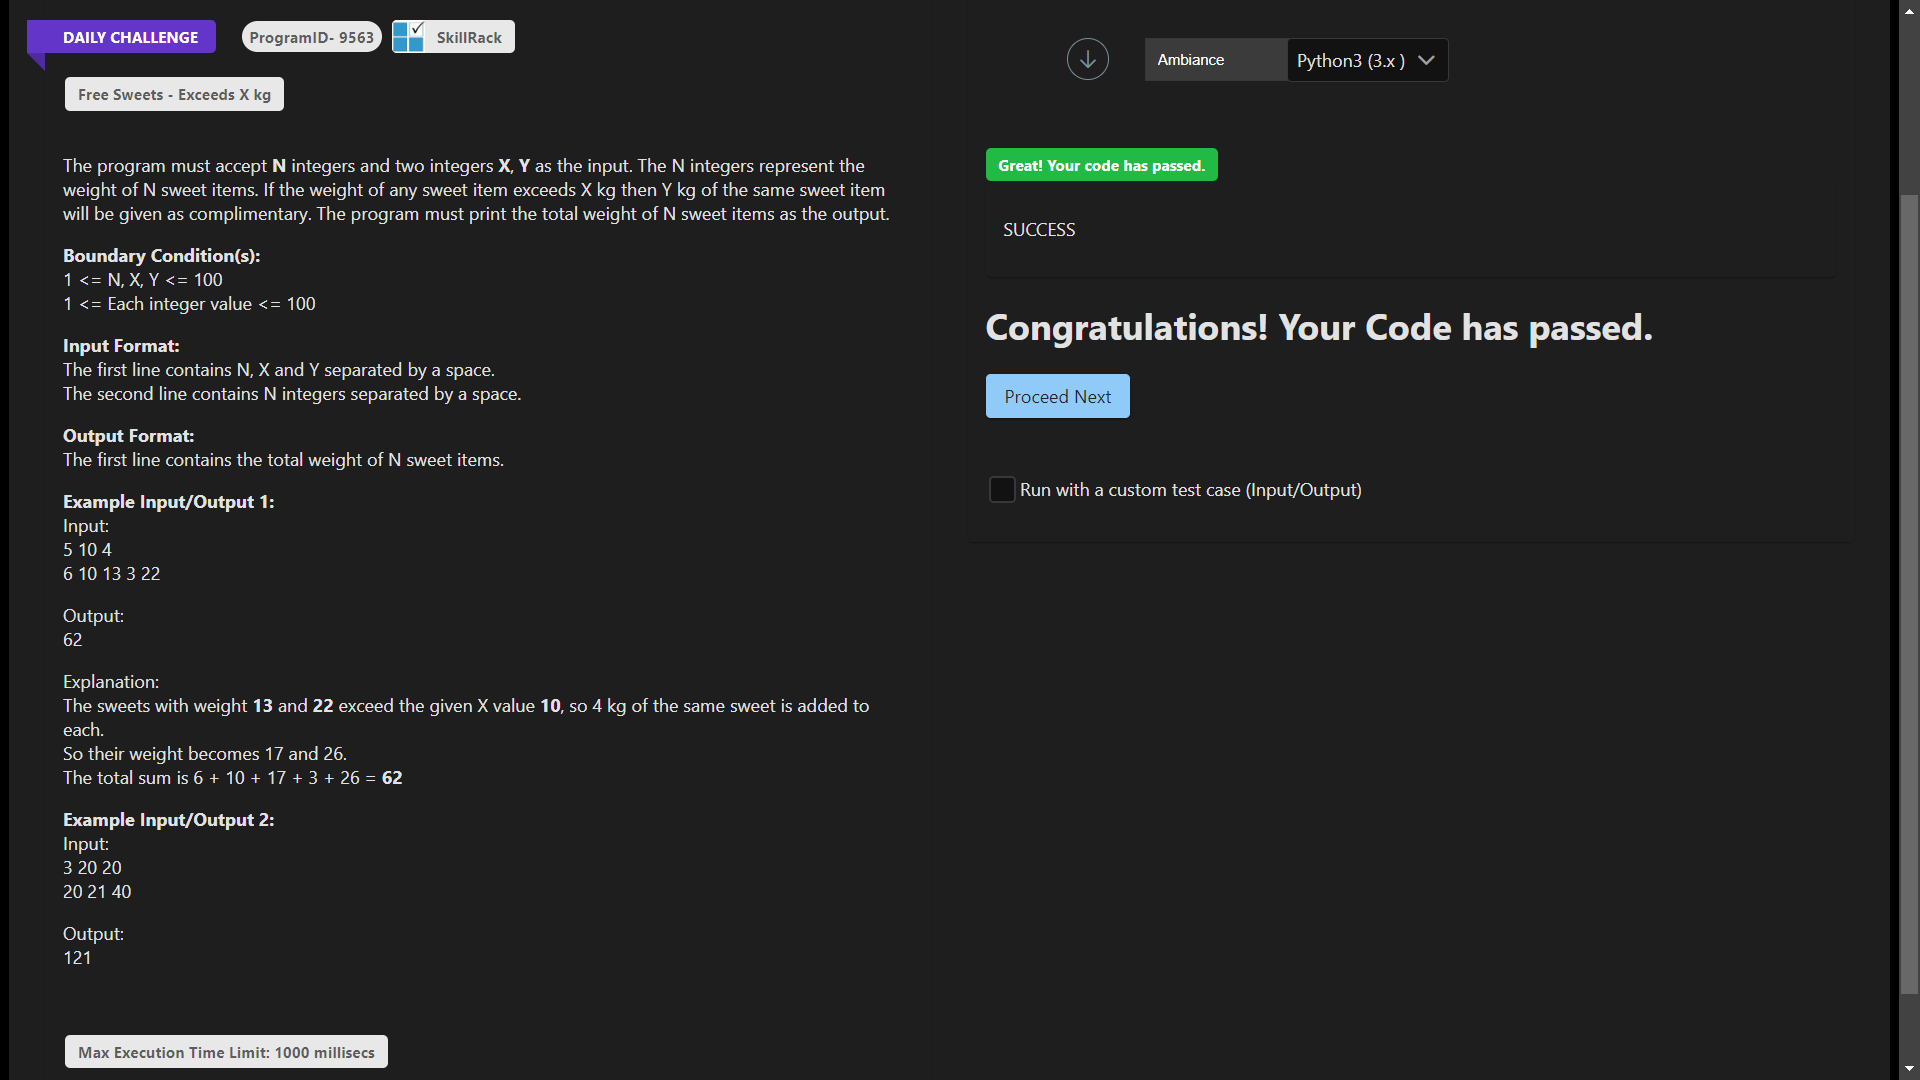 DAILY CHALLENGE
ProgramID- 9563
SkillRack
Free Sweets - Exceeds X kg
The program must accept N integers and two integers X, Y as the input. The N integers represent the
weight of N sweet items. If the weight of any sweet item exceeds X kg then Y kg of the same sweet item
will be given as complimentary. The program must print the total weight of N sweet items as the output.
Boundary Condition(s):
1 <= N, X, Y <= 100
1 <= Each integer value <= 100
Input Format:
The first line contains N, X and Y separated by a space.
The second line contains N integers separated by a space.
Output Format:
The first line contains the total weight of N sweet items.
Example Input/Output 1:
Input:
5 10 4
6 10 13 3 22
Output:
62
Explanation:
The sweets with weight 13 and 22 exceed the given X value 10, so 4 kg of the same sweet is added to
each.
So their weight becomes 17 and 26.
The total sum is 6 + 10 + 17 + 3 + 26 = 62
Example Input/Output 2:
Input:
3 20 20
20 21 40
Output:
121
Max Execution Time Limit: 1000 millisecs
Ambiance
Python3 (3.x )
Great! Your code has passed.
SUCCESS
Congratulations! Your Code has passed.
Proceed Next
Run with a custom test case (Input/Output)